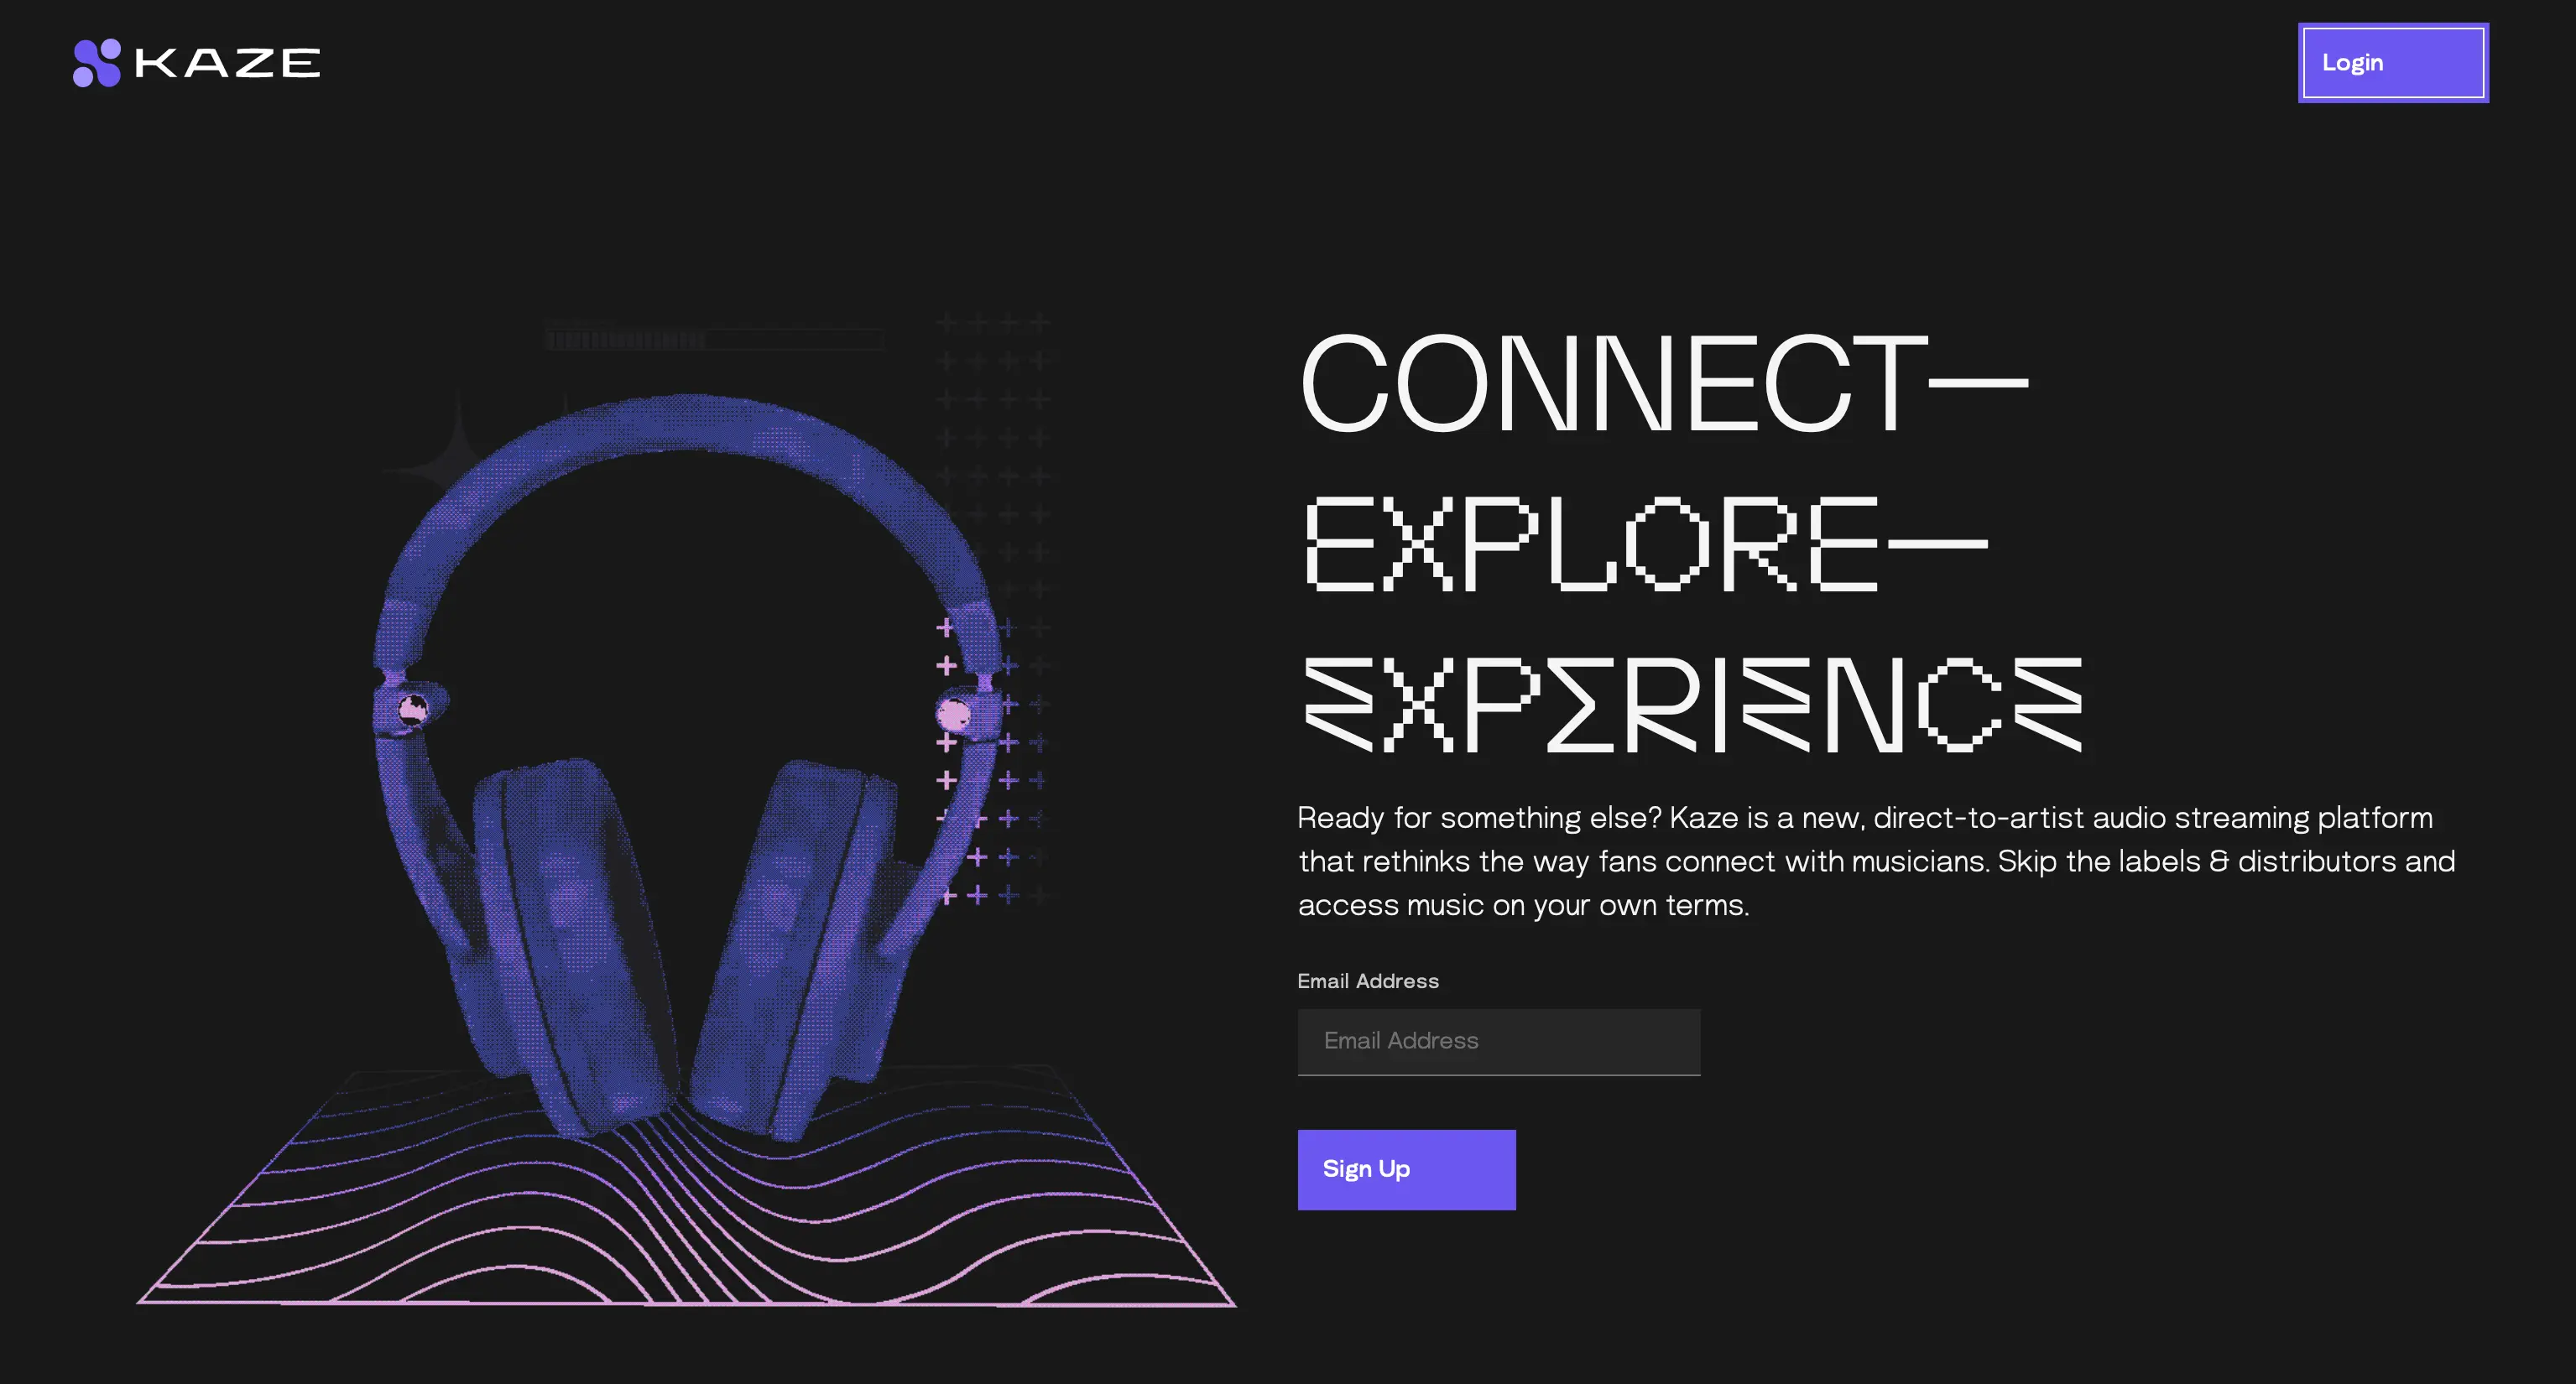 KAZE
Login
CONNECT—
EXPLORE—
EXPERIENCE
Ready for something else? Kaze is a new, direct-to-artist audio streaming platform
that rethinks the way fans connect with musicians. Skip the labels & distributors and
access music on your own terms.
Email Address
Email Address
Sign Up